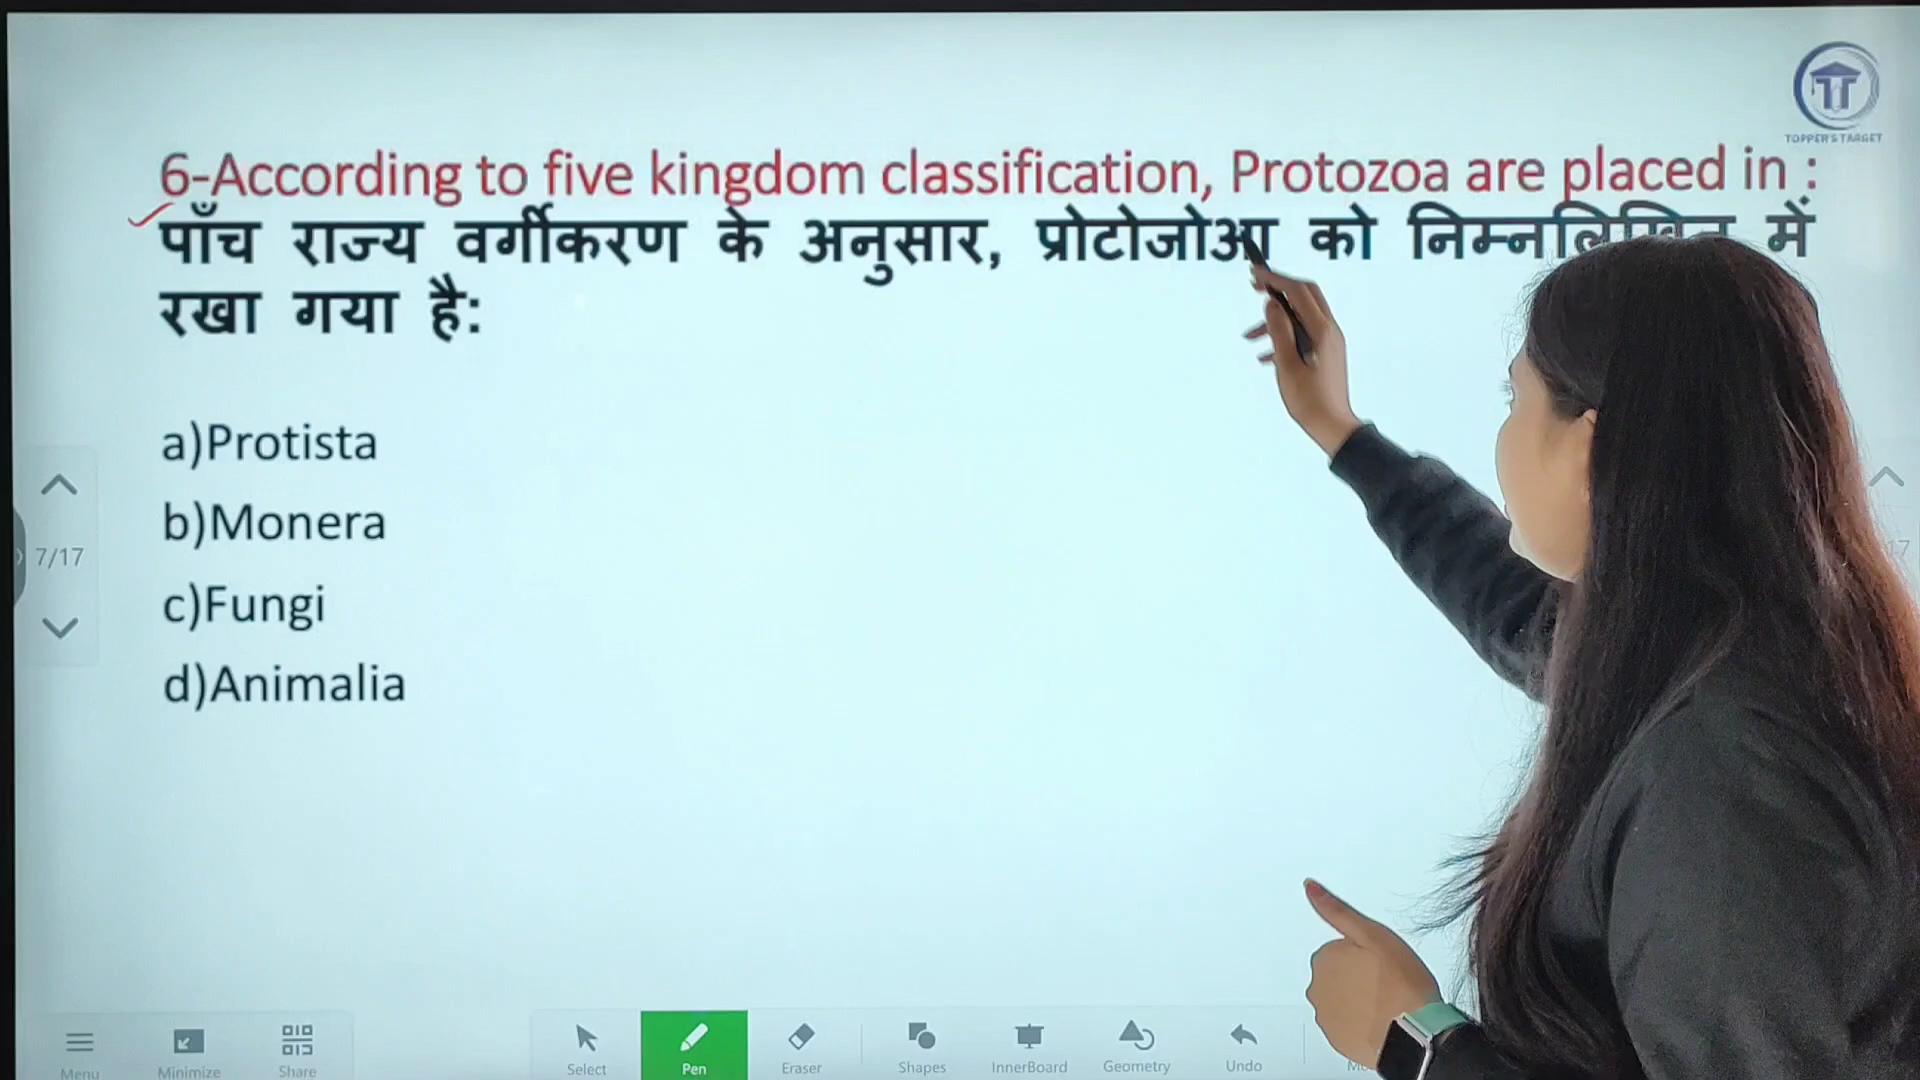 TOPPER'S TARGET
6-According to five kingdom classification, Protozoa are placed in :
पाँच राज्य वर्गीकरण के अनुसार, प्रोटोजोआ को निम्नलिखित में
रखा गया है:
a)Protista
b)Monera
c)Fungi
d)Animalia
7/17
17
Menu Minimize Share Select Pen Eraser Shapes InnerBoard Geometry Undo